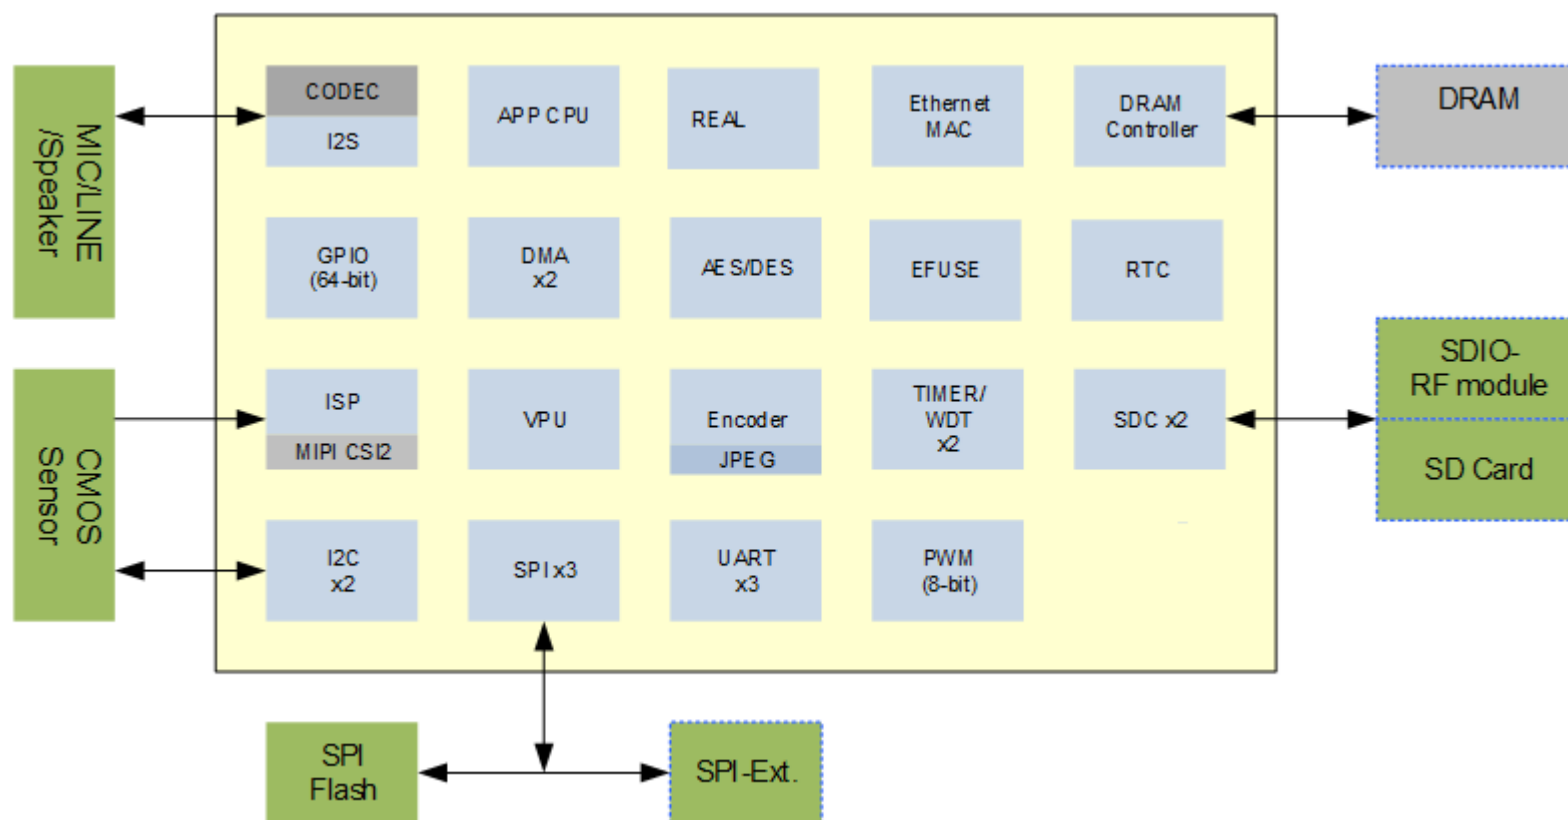 MIC/LINE
/Speaker
CODEC
I2S
APP CPU
REAL
Ethernet
MAC
DRAM
Controller
DRAM
GPIO
(64-bit)
DMA
x2
AES/DES
EFUSE
RTC
CMOS
Sensor
ISP
MIPI CSI2
VPU
Encoder
JPEG
TIMER/
WDT
x2
SDC x2
SDIO-
RF module
SD Card
I2C
x2
SPI x3
UART
x3
PWM
(8-bit)
SPI
Flash
SPI-Ext.